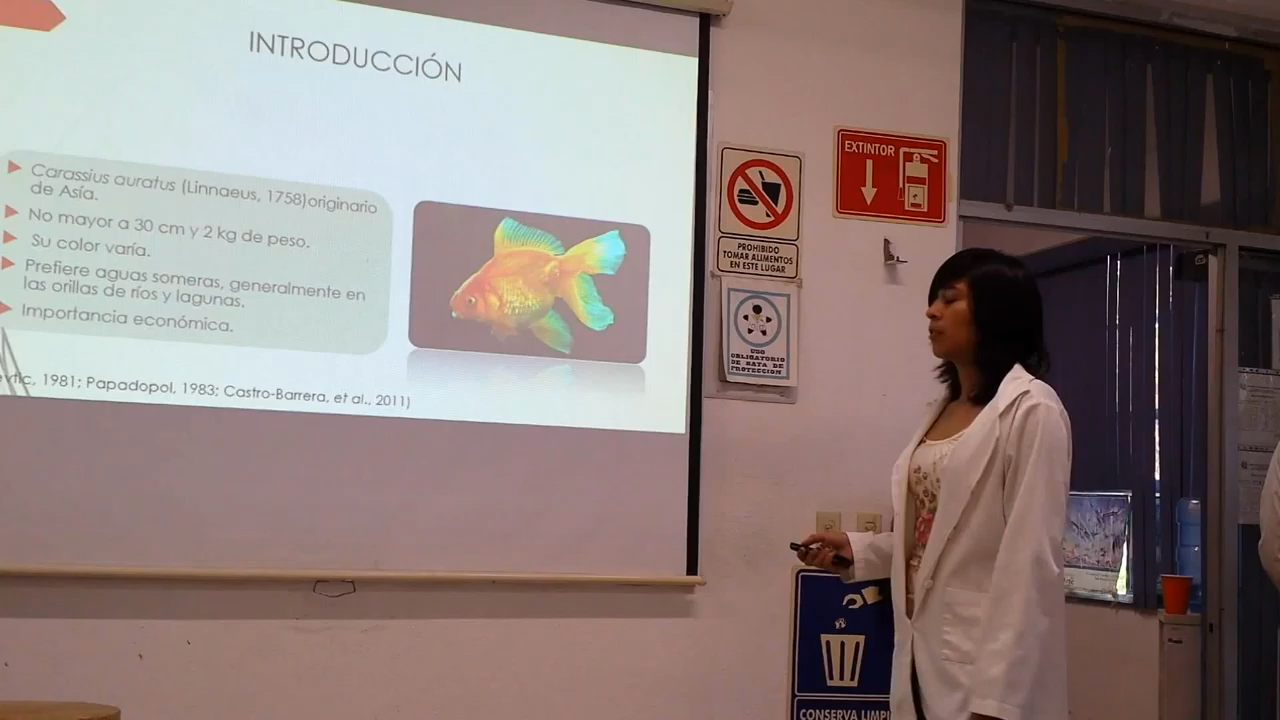 INTRODUCCIÓN
Carassius auratus (Linnaeus, 1758)originario
de Asía.
No mayor a 30 cm y 2 kg de peso.
Su color varía.
Prefiere aguas someras, generalmente en
las orillas de ríos y lagunas.
Importancia económica.
1981; Papadopol, 1983; Castro-Barrera, et al., 2011)
EXTINTOR
PROHIBIDO
TOMAR ALIMENTOS
EN ESTE LUGAR
USO
OBLIGATORIO
DE BATA DE
PROTECCION
CONSERVA LIMPI